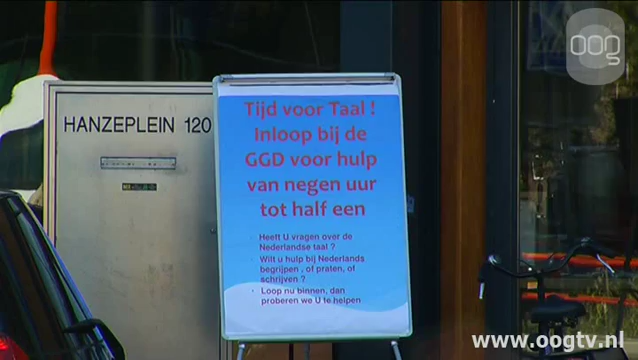 oog
HANZEPLEIN 120
Tijd voor Taal !
Inloop bij de
GGD voor hulp
van negen uur
tot half een
Heeft U vragen over de
Nederlandse taal ?
Wilt u hulp bij Nederlands
begrijpen , of praten, of
schrijven ?
Loop nu binnen, dan
proberen we U te helpen
www.oogtv.nl